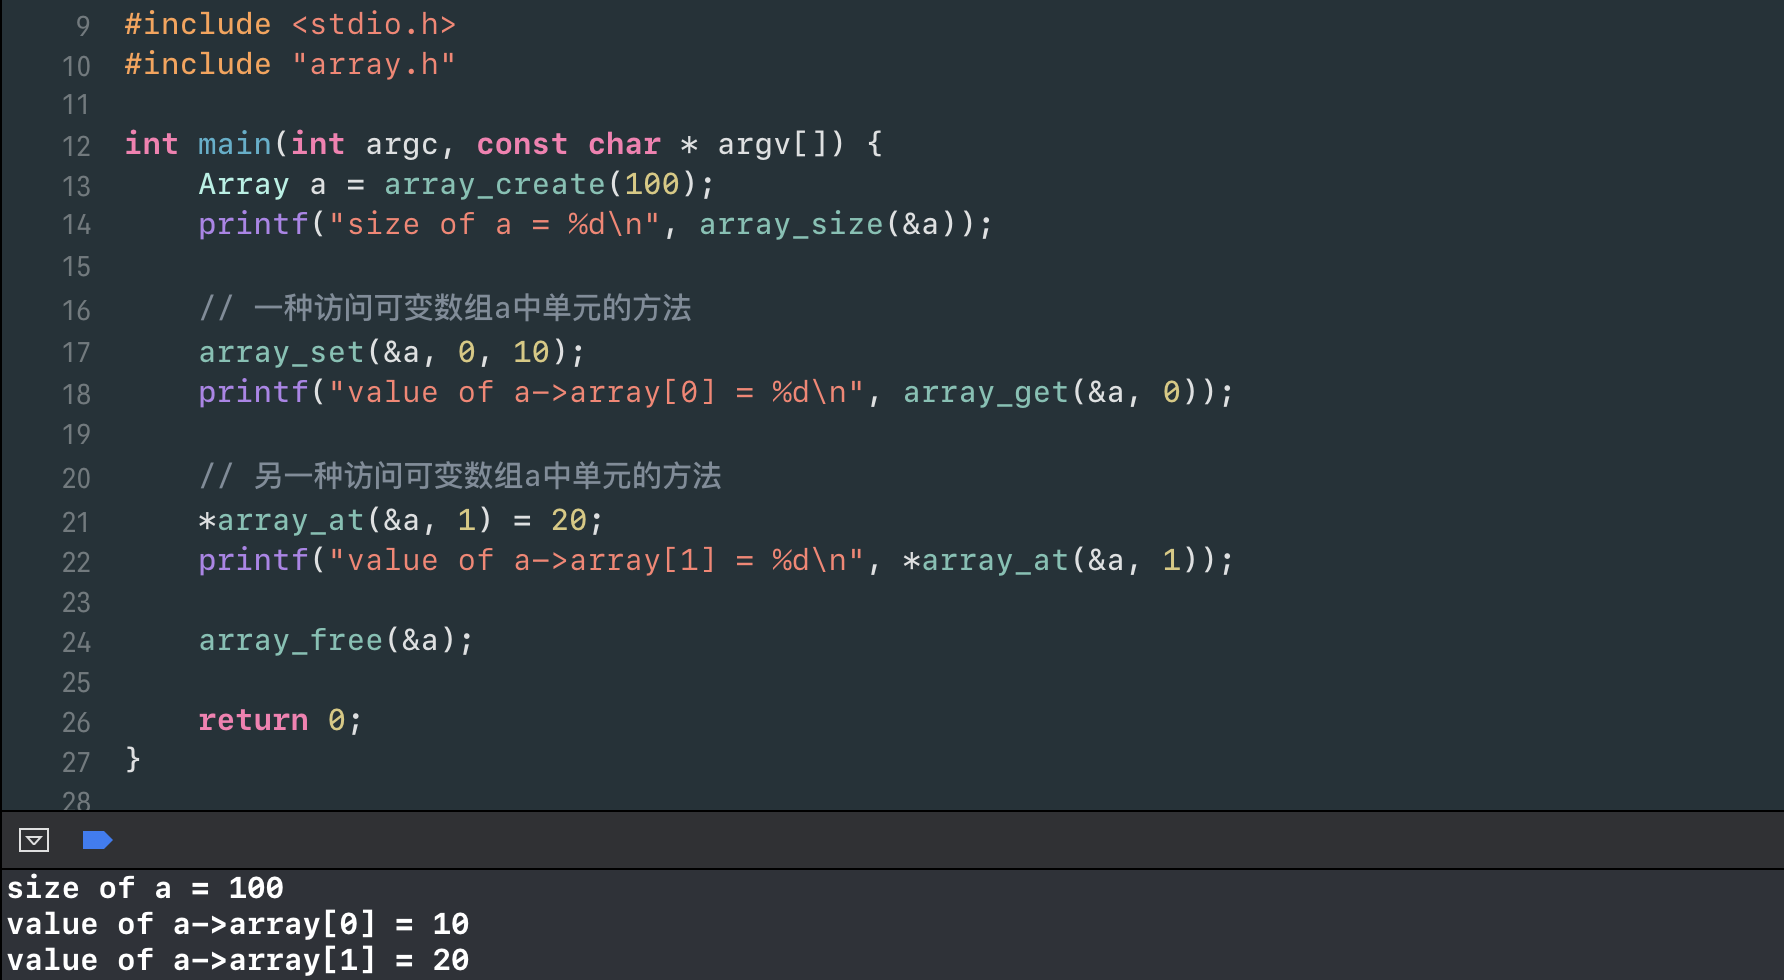 9 #include <stdio.h>
10 #include "array.h"
11
12 int main(int argc, const char * argv[]) {
13     Array a = array_create(100);
14     printf("size of a = %d\n", array_size(&a));
15
16     // 一种访问可变数组a中单元的方法
17     array_set(&a, 0, 10);
18     printf("value of a->array[0] = %d\n", array_get(&a, 0));
19
20     // 另一种访问可变数组a中单元的方法
21     *array_at(&a, 1) = 20;
22     printf("value of a->array[1] = %d\n", *array_at(&a, 1));
23
24     array_free(&a);
25
26     return 0;
27 }
28
size of a = 100
value of a->array[0] = 10
value of a->array[1] = 20